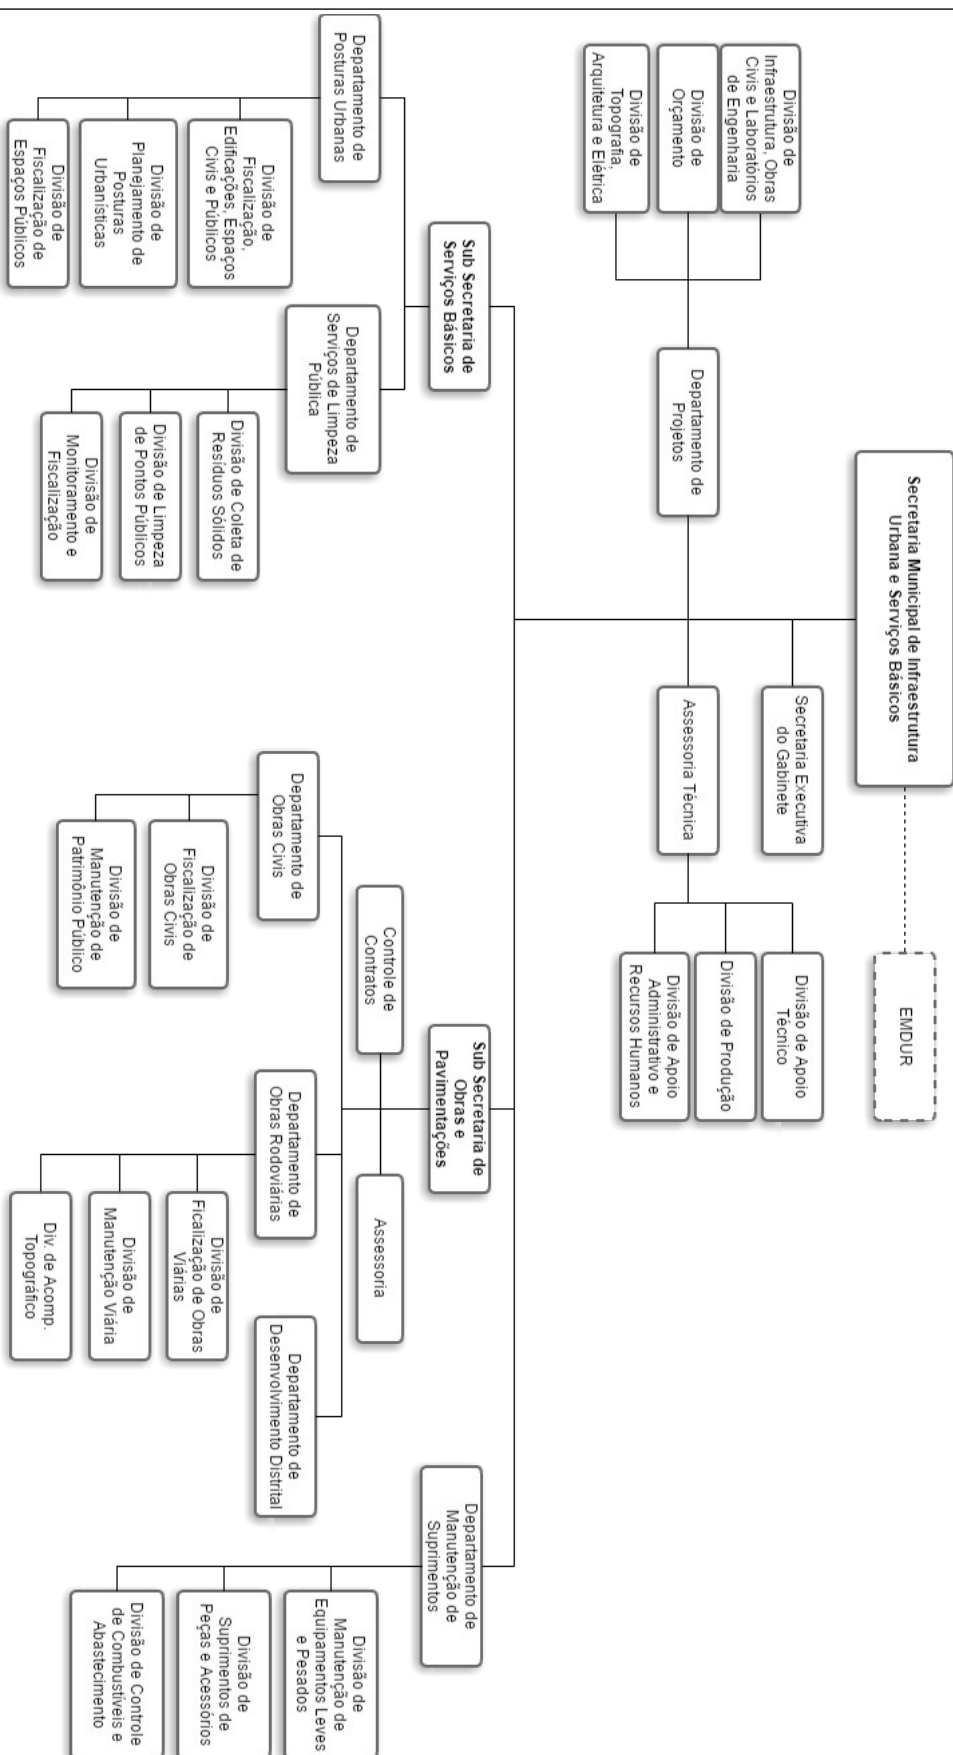 Secretaria Municipal de Infraestrutura
Urbana e Serviços Básicos
EMDUR
Secretaria Executiva
do Gabinete
Departamento de
Projetos
Assessoria Técnica
Divisão de
Infraestrutura, Obras
Civis e Laboratórios
de Engenharia
Divisão de
Orçamento
Divisão de
Topografia,
Arquitetura e Elétrica
Divisão de Apoio
Técnico
Divisão de Produção
Divisão de Apoio
Administrativo e
Recursos Humanos
Sub Secretaria de
Serviços Básicos
Sub Secretaria de
Obras e
Pavimentações
Departamento de
Manutenção de
Suprimentos
Departamento de
Posturas Urbanas
Departamento de
Serviços de Limpeza
Pública
Controle de
Contratos
Assessoria
Departamento de
Obras Civis
Departamento de
Obras Rodoviárias
Departamento de
Desenvolvimento Distrital
Divisão de
Fiscalização,
Edificações, Espaços
Civis e Públicos
Divisão de
Planejamento de
Posturas
Urbanísticas
Divisão de
Fiscalização de
Espaços Públicos
Divisão de Coleta de
Resíduos Sólidos
Divisão de Limpeza
de Pontos Públicos
Divisão de
Monitoramento e
Fiscalização
Divisão de
Fiscalização de
Obras Civis
Divisão de
Manutenção de
Patrimônio Público
Divisão de
Ficalização de Obras
Viárias
Divisão de
Manutenção Viária
Div. de Acomp.
Topográfico
Divisão de
Manutenção de
Equipamentos Leves
e Pesados
Divisão de
Suprimentos de
Peças e Acessórios
Divisão de Controle
de Combustíveis e
Abastecimento